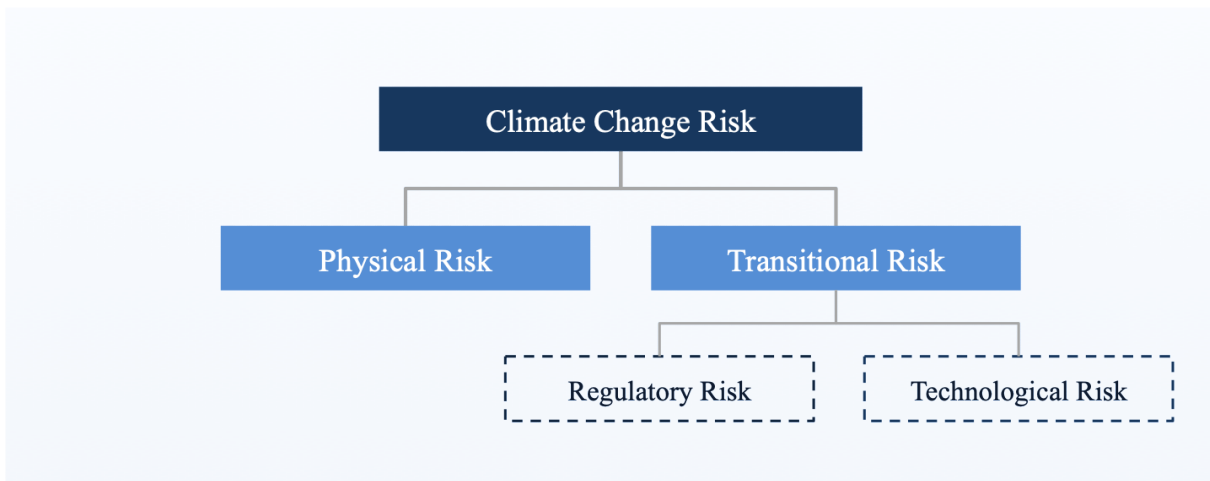 Climate Change Risk
Physical Risk
Transitional Risk
Regulatory Risk
Technological Risk